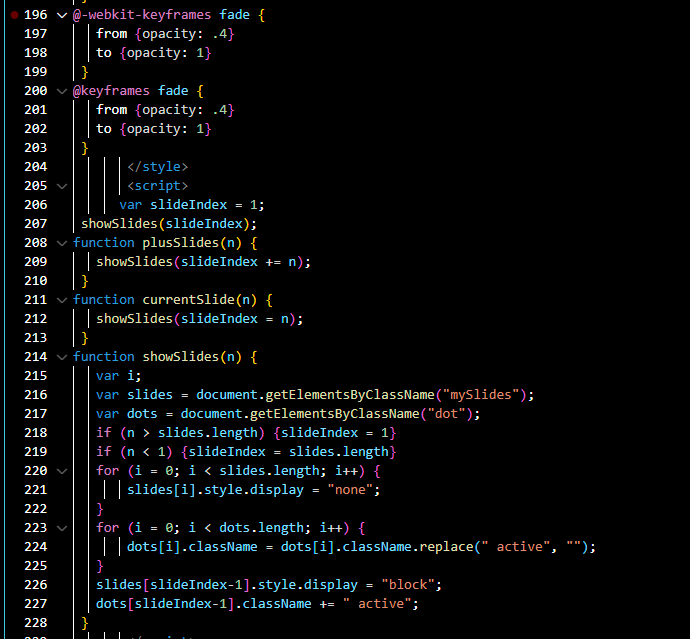 196 @-webkit-keyframes fade {
197 from {opacity: .4}
198 to {opacity: 1}
199 }
200 @keyframes fade {
201 from {opacity: .4}
202 to {opacity: 1}
203 }
204 </style>
205 <script>
206 var slideIndex = 1;
207 showSlides(slideIndex);
208 function plusSlides(n) {
209 showSlides(slideIndex += n);
210 }
211 function currentSlide(n) {
212 showSlides(slideIndex = n);
213 }
214 function showSlides(n) {
215 var i;
216 var slides = document.getElementsByClassName("mySlides");
217 var dots = document.getElementsByClassName("dot");
218 if (n > slides.length) {slideIndex = 1}
219 if (n < 1) {slideIndex = slides.length}
220 for (i = 0; i < slides.length; i++) {
221 slides[i].style.display = "none";
222 }
223 for (i = 0; i < dots.length; i++) {
224 dots[i].className = dots[i].className.replace(" active", "");
225 }
226 slides[slideIndex-1].style.display = "block";
227 dots[slideIndex-1].className += " active";
228 }